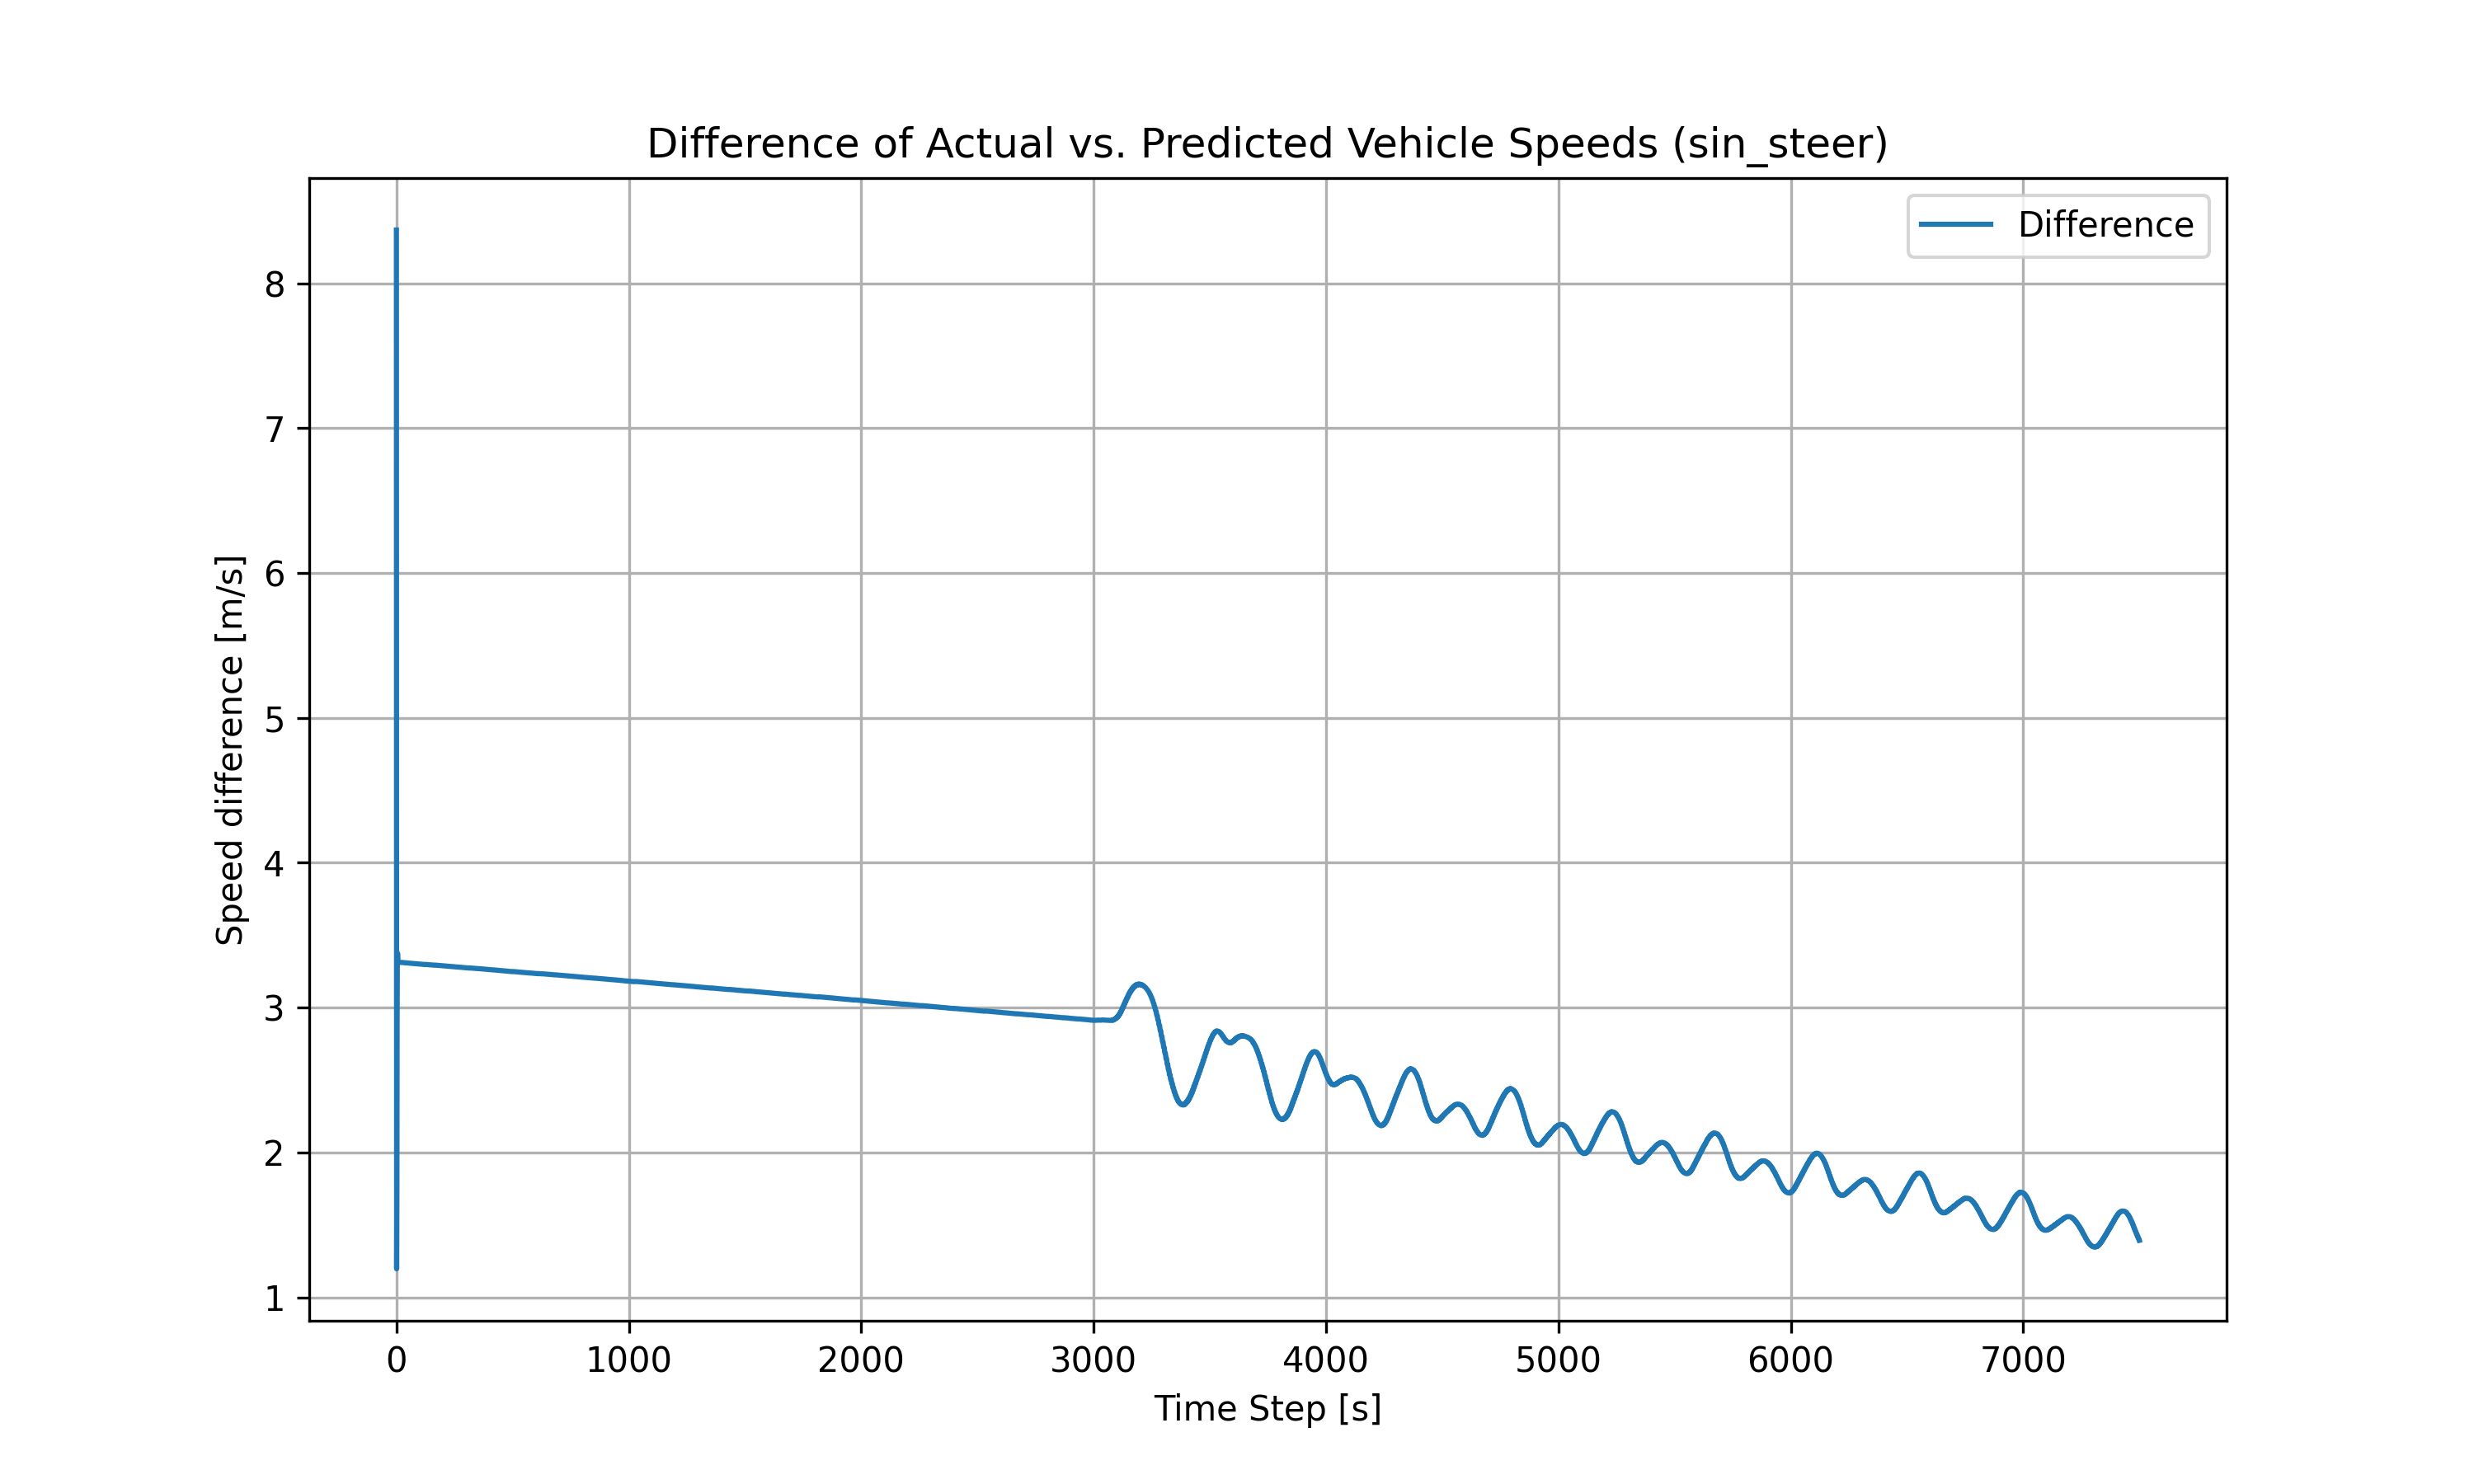 Difference of Actual vs. Predicted Vehicle Speeds (sin_steer)
Difference
8
7
6
5
4
3
2
1
Speed difference [m/s]
0 1000 2000 3000 4000 5000 6000 7000
Time Step [s]